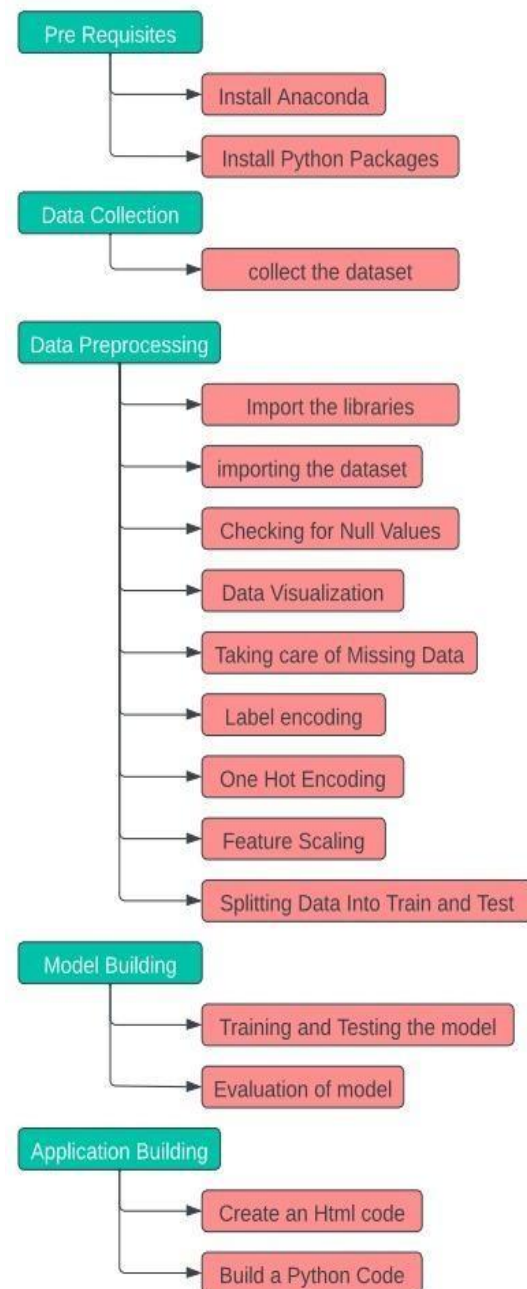 Pre Requisites
Install Anaconda
Install Python Packages
Data Collection
collect the dataset
Data Preprocessing
Import the libraries
importing the dataset
Checking for Null Values
Data Visualization
Taking care of Missing Data
Label encoding
One Hot Encoding
Feature Scaling
Splitting Data Into Train and Test
Model Building
Training and Testing the model
Evaluation of model
Application Building
Create an Html code
Build a Python Code